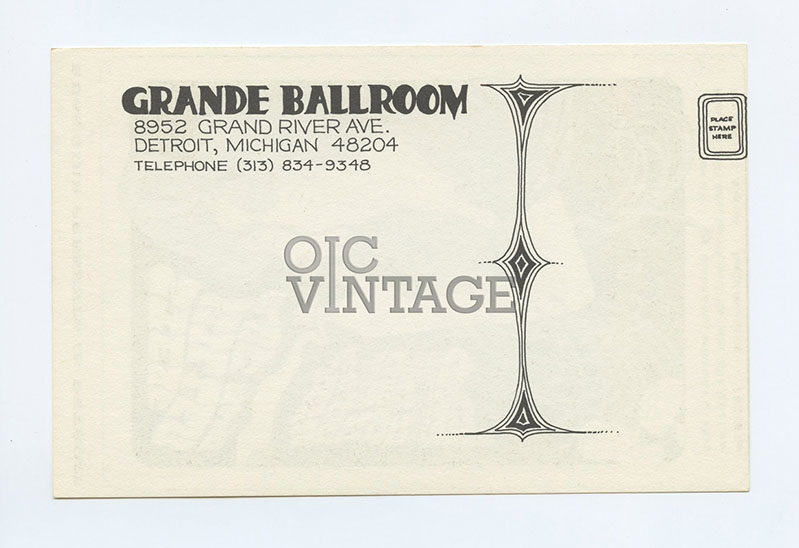 GRANDE BALLROOM
8952 GRAND RIVER AVE.
DETROIT, MICHIGAN 48204
TELEPHONE (313) 834-9348
PLACE
STAMP
HERE
OIC
VINTAGE